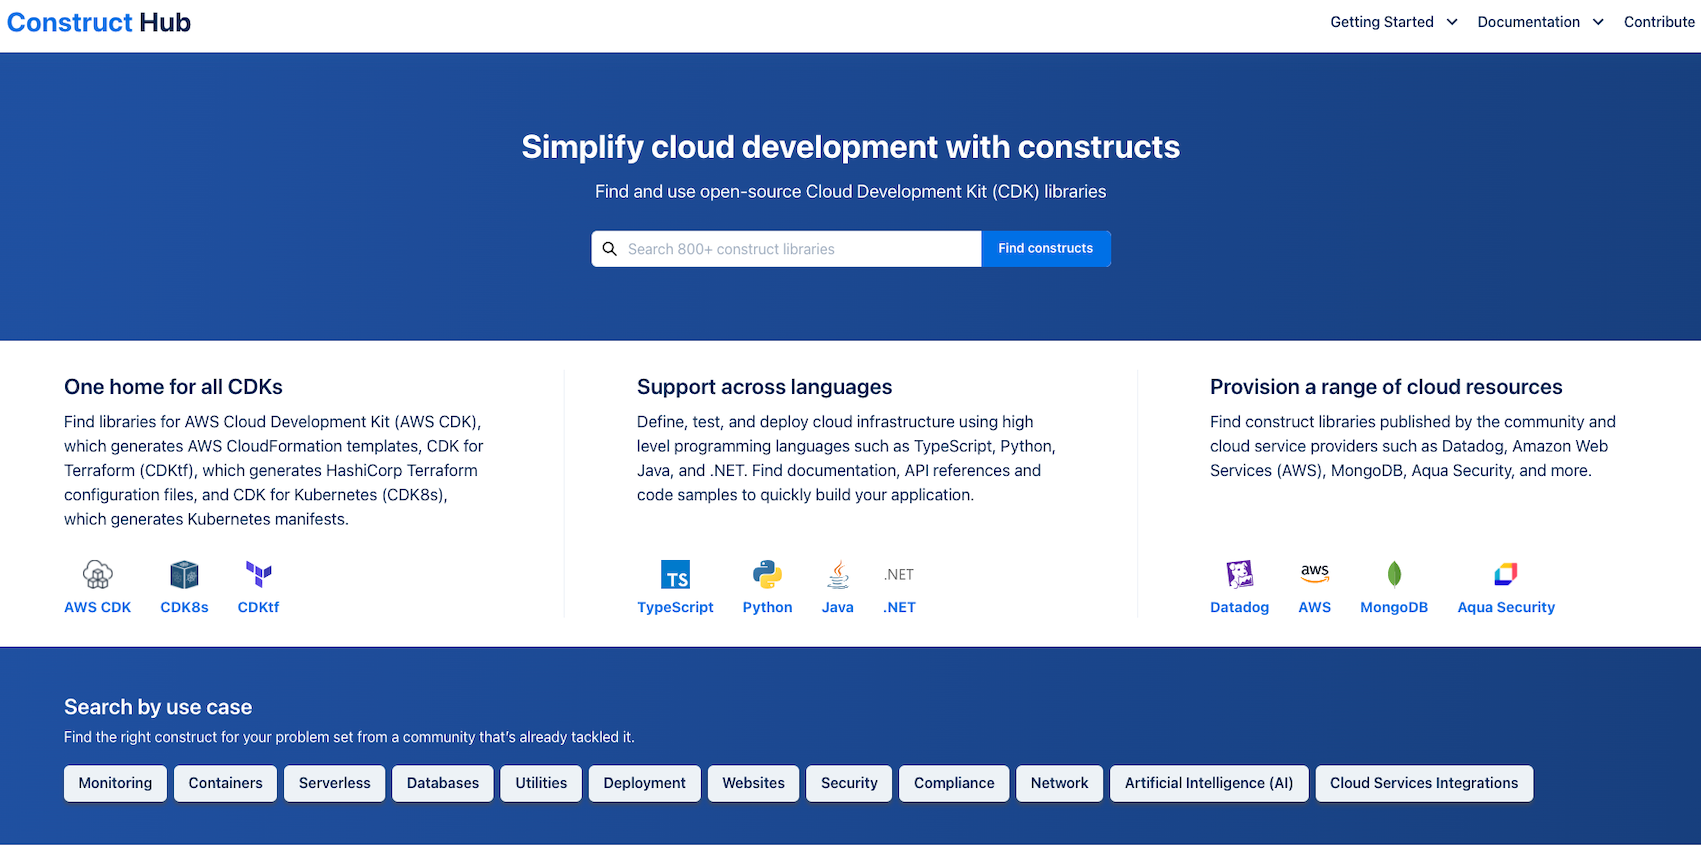 Construct Hub
Getting Started
Documentation
Contribute
Simplify cloud development with constructs
Find and use open-source Cloud Development Kit (CDK) libraries
Search 800+ construct libraries
Find constructs
One home for all CDKs
Find libraries for AWS Cloud Development Kit (AWS CDK),
which generates AWS CloudFormation templates, CDK for
Terraform (CDKtf), which generates HashiCorp Terraform
configuration files, and CDK for Kubernetes (CDK8s),
which generates Kubernetes manifests.
AWS CDK
CDK8s
CDKtf
Support across languages
Define, test, and deploy cloud infrastructure using high
level programming languages such as TypeScript, Python,
Java, and .NET. Find documentation, API references and
code samples to quickly build your application.
TS
.NET
TypeScript
Python
Java
.NET
Provision a range of cloud resources
Find construct libraries published by the community and
cloud service providers such as Datadog, Amazon Web
Services (AWS), MongoDB, Aqua Security, and more.
aws
Datadog
AWS
MongoDB
Aqua Security
Search by use case
Find the right construct for your problem set from a community that's already tackled it.
Monitoring
Containers
Serverless
Databases
Utilities
Deployment
Websites
Security
Compliance
Network
Artificial Intelligence (AI)
Cloud Services Integrations